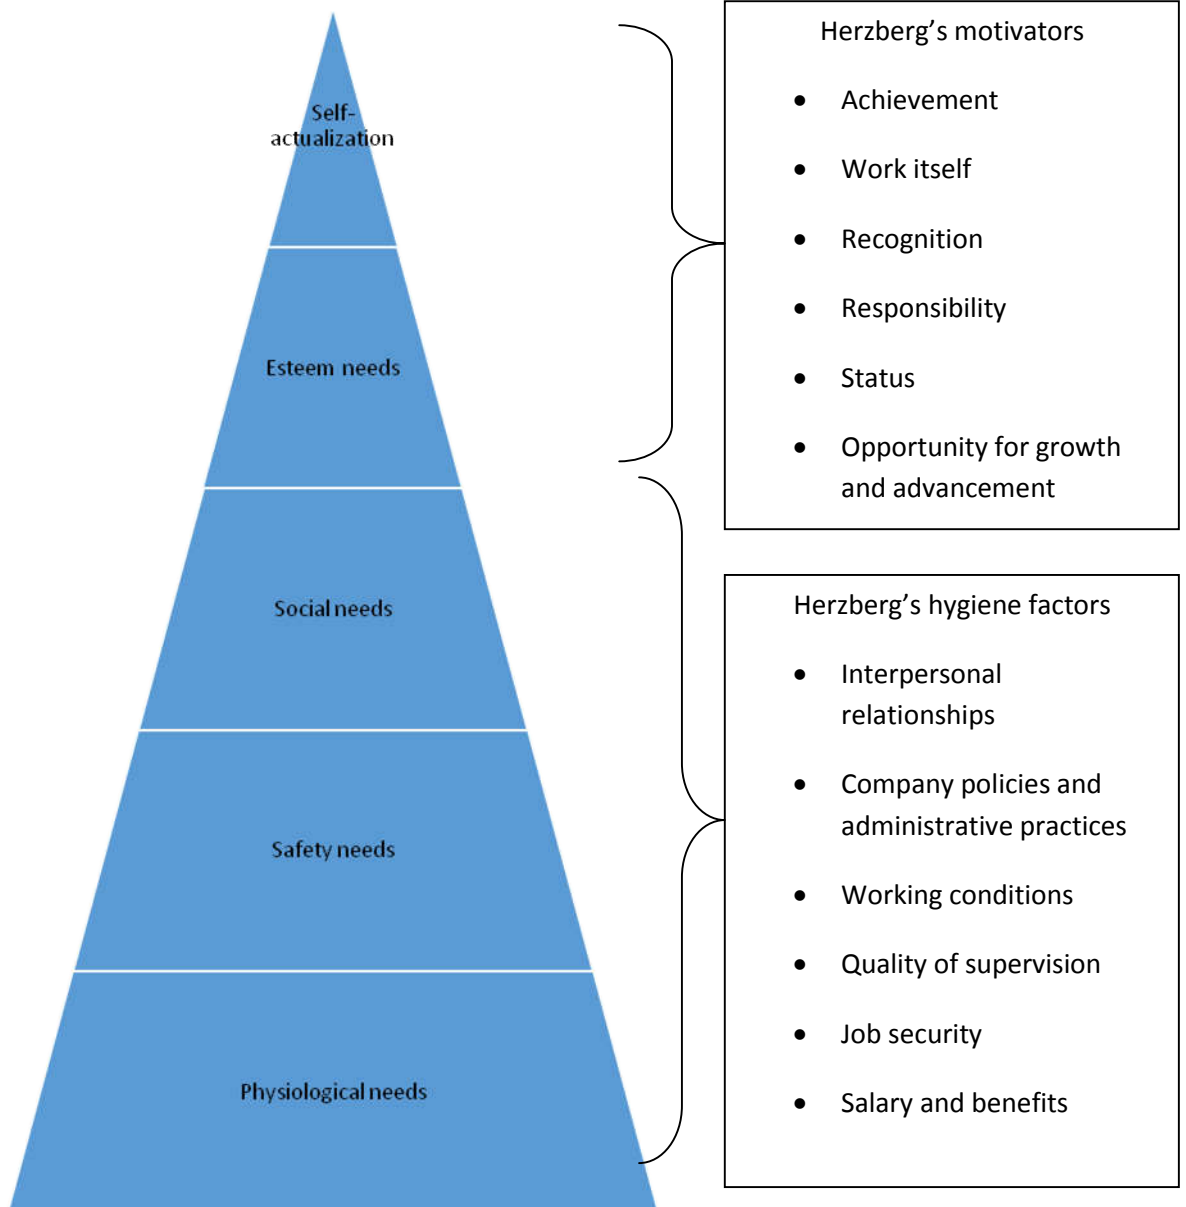 Self-
actualization
Esteem needs
Social needs
Safety needs
Physiological needs
Herzberg’s motivators
• Achievement
• Work itself
• Recognition
• Responsibility
• Status
• Opportunity for growth
and advancement
Herzberg’s hygiene factors
• Interpersonal
relationships
• Company policies and
administrative practices
• Working conditions
• Quality of supervision
• Job security
• Salary and benefits